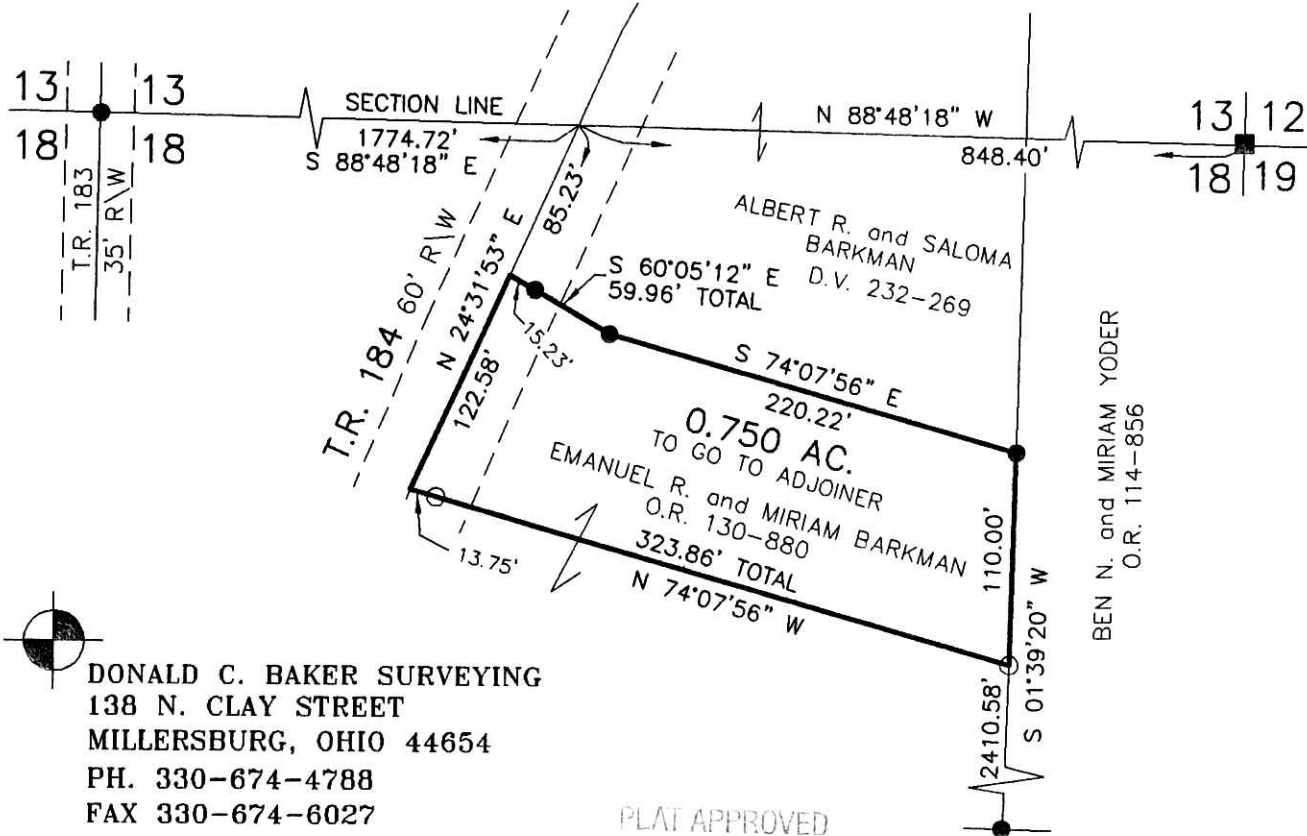 13
13
18
18
T.R. 183
35' R\W
SECTION LINE
1774.72'
S 88°48'18" E
N 88°48'18" W
848.40'
13
12
18
19
85.23'
T.R. 184 60' R\W
N 24°31'53" E
122.58'
S 60°05'12" E
59.96' TOTAL
15.23'
ALBERT R. and SALOMA
BARKMAN
D.V. 232-269
S 74°07'56" E
220.22'
0.750 AC.
TO GO TO ADJOINER
EMANUEL R. and MIRIAM BARKMAN
O.R. 130-880
323.86' TOTAL
N 74°07'56" W
13.75'
110.00'
S 01°39'20" W
2410.58'
BEN N. and MIRIAM YODER
O.R. 114-856
DONALD C. BAKER SURVEYING
138 N. CLAY STREET
MILLERSBURG, OHIO 44654
PH. 330-674-4788
FAX 330-674-6027
PLAT APPROVED